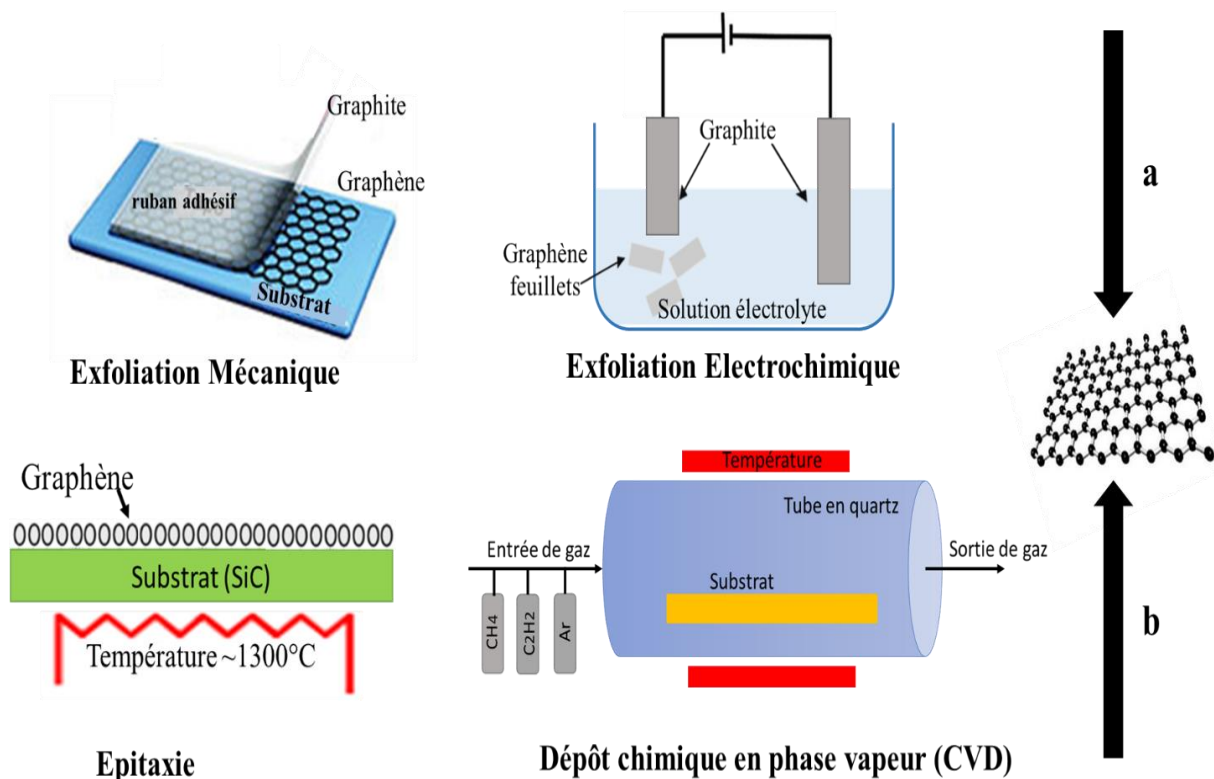 Graphite
Graphène
ruban adhésif
Substrat
Exfoliation Mécanique
Graphite
Graphène
feuillets
Solution électrolyte
Exfoliation Electrochimique
a
Graphène
Substrat (SiC)
Température ~1300°C
Epitaxie
Température
Tube en quartz
Entrée de gaz
Sortie de gaz
Substrat
CH4
C2H2
Ar
Dépôt chimique en phase vapeur (CVD)
b